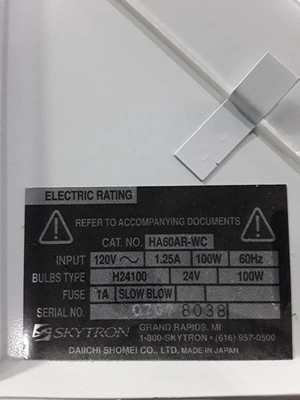 ELECTRIC RATING
REFER TO ACCOMPANYING DOCUMENTS
CAT. NO. HA60AR-WC
INPUT 120V ~ 1.25A 100W 60Hz
BULBS TYPE H24100 24V 100W
FUSE 1A SLOW BLOW
SERIAL NO. 8038
SKYTRON GRAND RAPIDS, MI
1-800-SKYTRON • (616) 957-0500
DAIICHI SHOMEI CO., LTD. MADE IN JAPAN